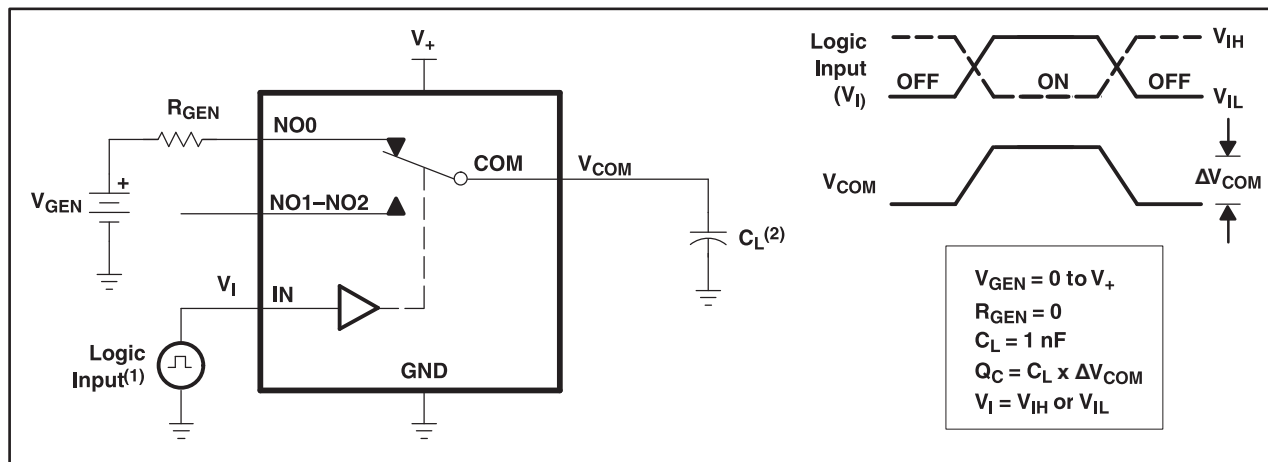 V+
RGEN
NO0
COM
VCOM
VGEN
+
NO1–NO2
CL(2)
VI
IN
Logic
Input(1)
GND
Logic
Input
(VI)
OFF
ON
OFF
VIH
VIL
VCOM
ΔVCOM
VGEN = 0 to V+
RGEN = 0
CL = 1 nF
QC = CL x ΔVCOM
VI = VIH or VIL